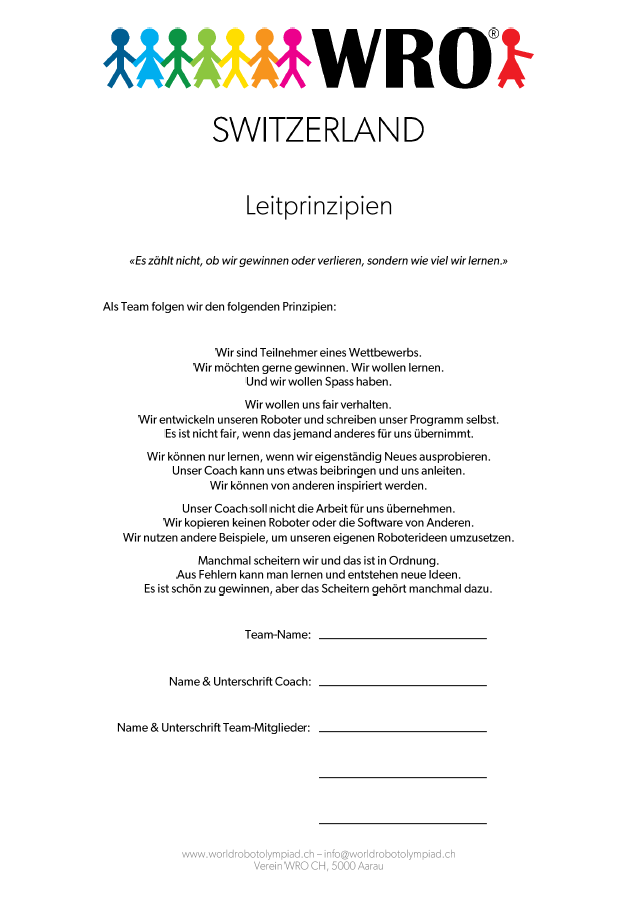 WRO®
SWITZERLAND
Leitprinzipien
«Es zählt nicht, ob wir gewinnen oder verlieren, sondern wie viel wir lernen.»
Als Team folgen wir den folgenden Prinzipien:
Wir sind Teilnehmer eines Wettbewerbs.
Wir möchten gerne gewinnen. Wir wollen lernen.
Und wir wollen Spass haben.
Wir wollen uns fair verhalten.
Wir entwickeln unseren Roboter und schreiben unser Programm selbst.
Es ist nicht fair, wenn das jemand anderes für uns übernimmt.
Wir können nur lernen, wenn wir eigenständig Neues ausprobieren.
Unser Coach kann uns etwas beibringen und uns anleiten.
Wir können von anderen inspiriert werden.
Unser Coach soll nicht die Arbeit für uns übernehmen.
Wir kopieren keinen Roboter oder die Software von Anderen.
Wir nutzen andere Beispiele, um unseren eigenen Roboterideen umzusetzen.
Manchmal scheitern wir und das ist in Ordnung.
Aus Fehlern kann man lernen und entstehen neue Ideen.
Es ist schön zu gewinnen, aber das Scheitern gehört manchmal dazu.
Team-Name:
Name & Unterschrift Coach:
Name & Unterschrift Team-Mitglieder:
www.worldrobotolympiad.ch – info@worldrobotolympiad.ch
Verein WRO CH, 5000 Aarau